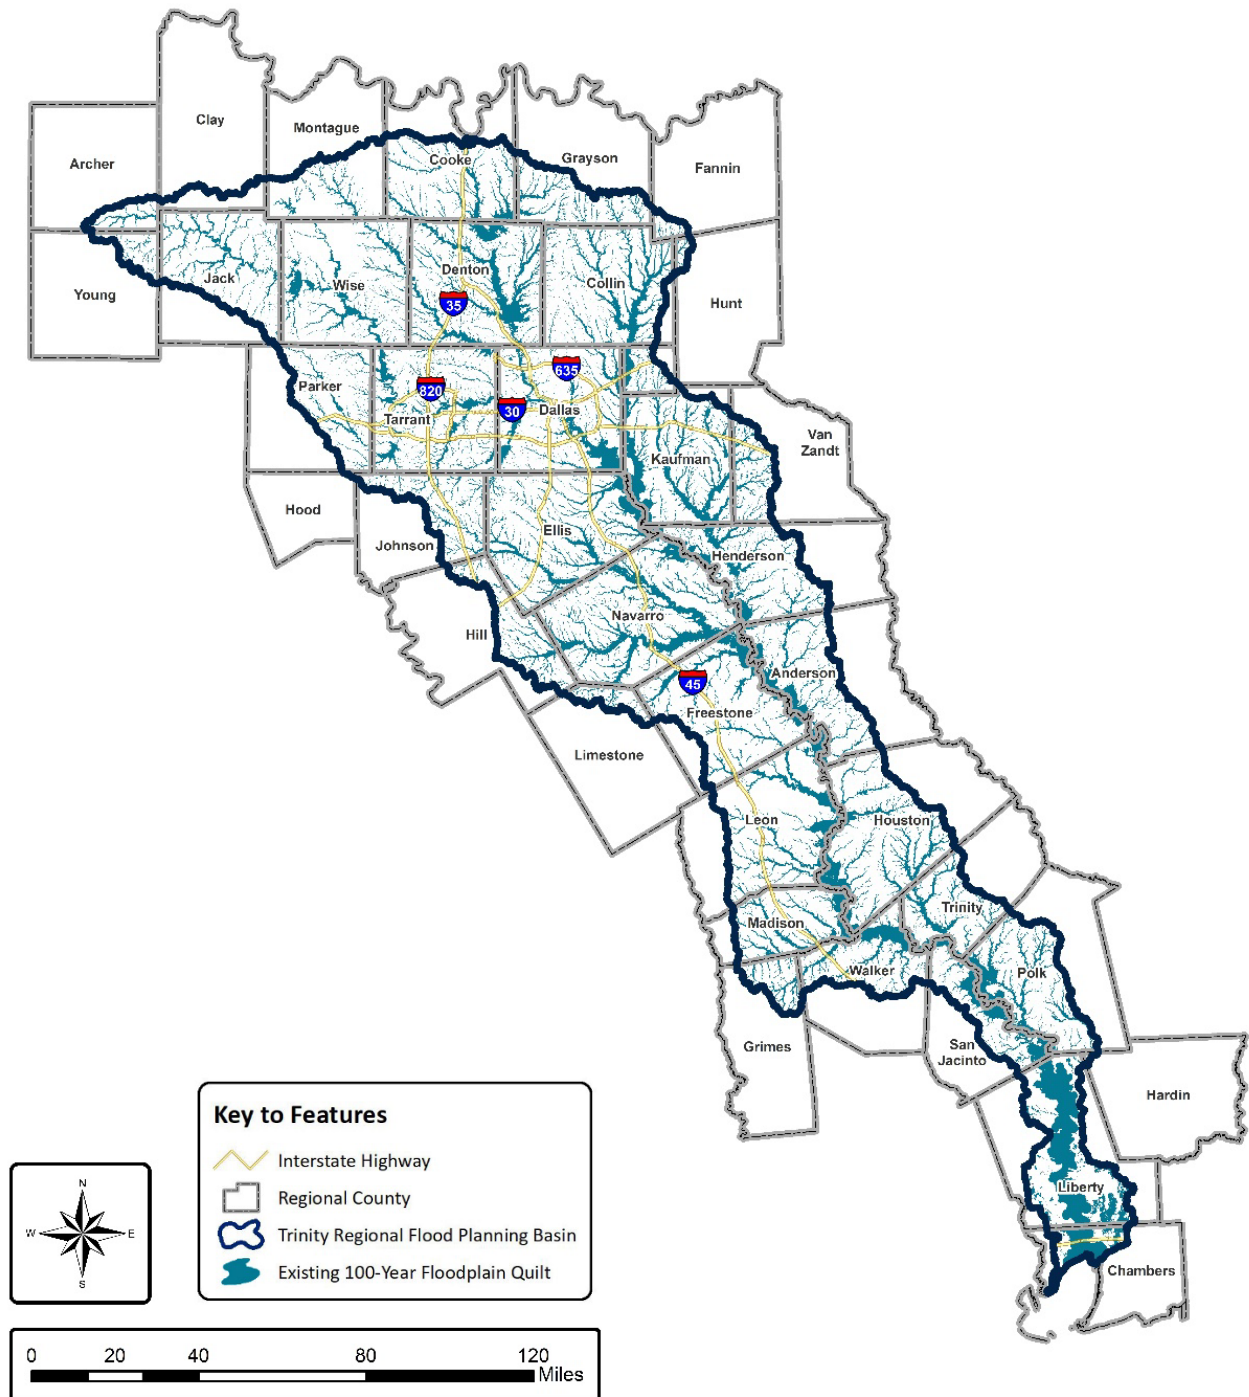 Clay
Montague
Cooke
Grayson
Archer
Fannin
Denton
Jack
Wise
Collin
Young
Hunt
35
635
Parker
820
30
Dallas
Tarrant
Van
Zandt
Kaufman
Hood
Ellis
Johnson
Henderson
Navarro
Hill
Anderson
45
Freestone
Limestone
Leon
Houston
Trinity
Madison
Walker
Polk
Grimes
San
Jacinto
Hardin
Liberty
Chambers
Key to Features
Interstate Highway
Regional County
Trinity Regional Flood Planning Basin
Existing 100-Year Floodplain Quilt
N
W E
S
0 20 40 80 120
Miles